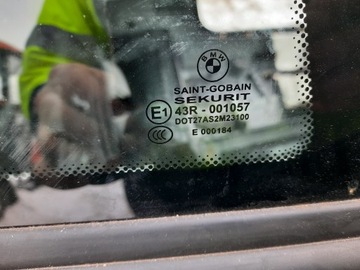 BMW
SAINT-GOBAIN
SEKURIT
E1 43R - 001057
DOT27AS2M23100
E 000184